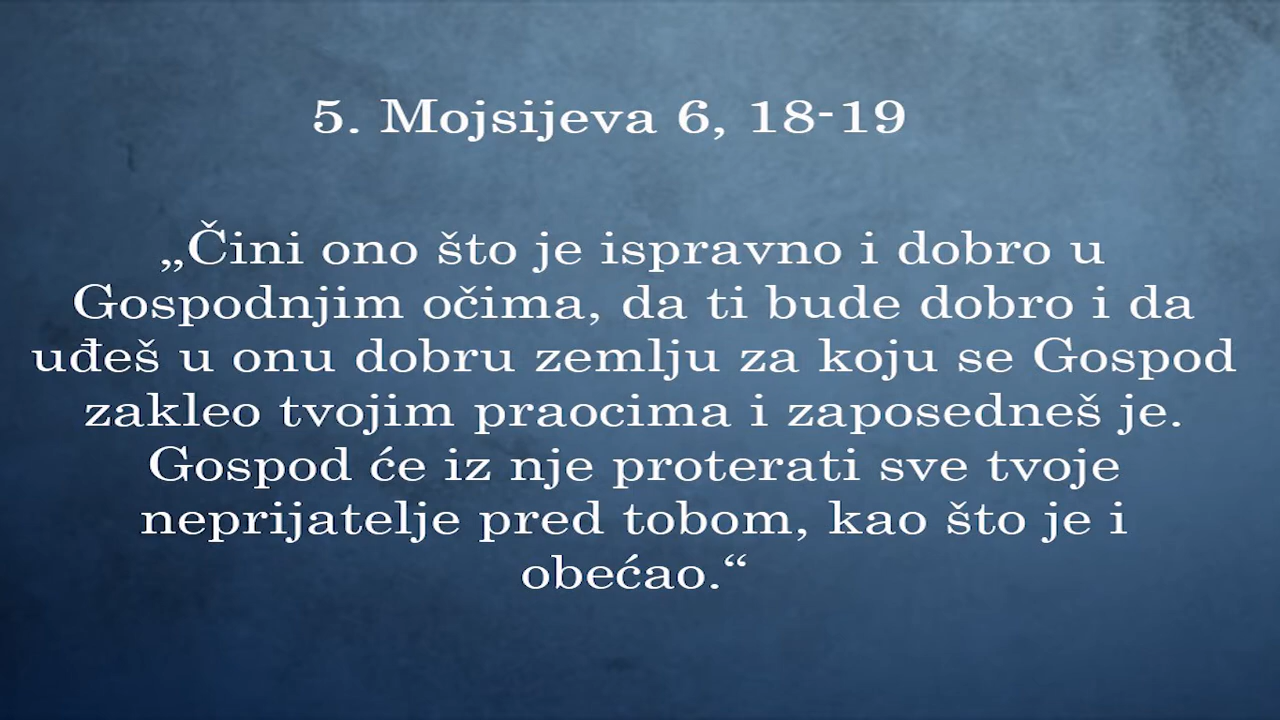 5. Mojsijeva 6, 18-19
„Čini ono što je ispravno i dobro u
Gospodnjim očima, da ti bude dobro i da
uđeš u onu dobru zemlju za koju se Gospod
zakleo tvojim praocima i zaposedneš je.
Gospod će iz nje proterati sve tvoje
neprijatelje pred tobom, kao što je i
obećao.“